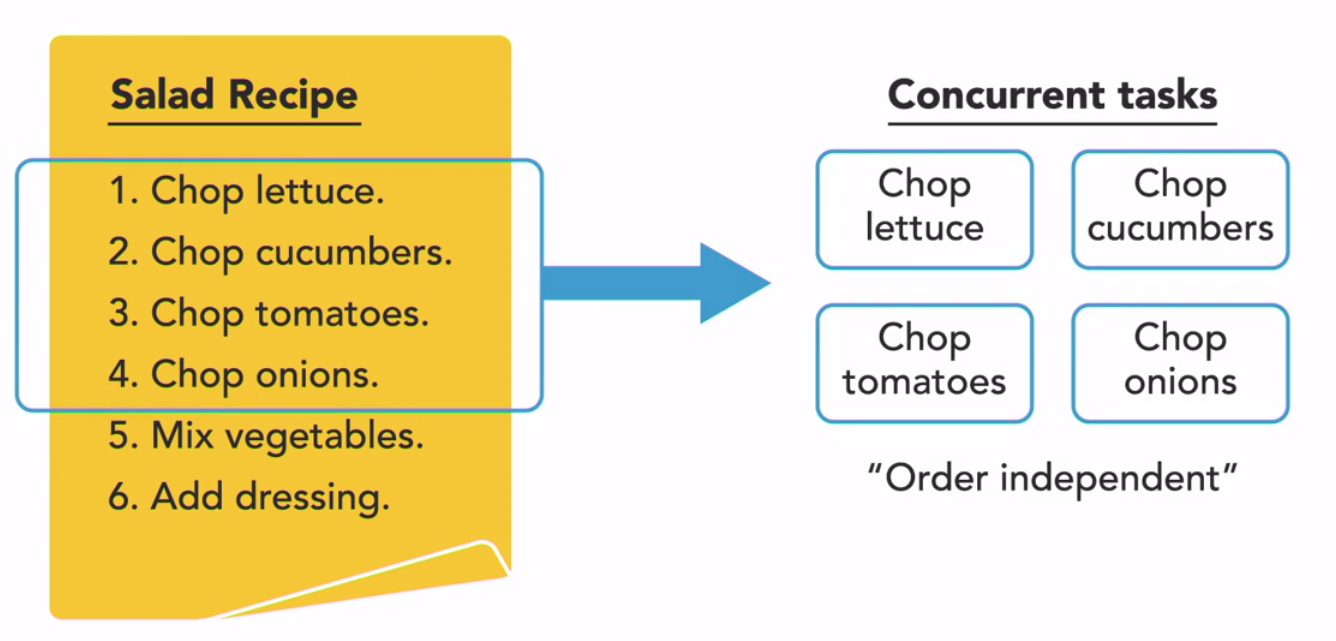 Salad Recipe
1. Chop lettuce.
2. Chop cucumbers.
3. Chop tomatoes.
4. Chop onions.
5. Mix vegetables.
6. Add dressing.
Concurrent tasks
Chop
lettuce
Chop
cucumbers
Chop
tomatoes
Chop
onions
“Order independent”